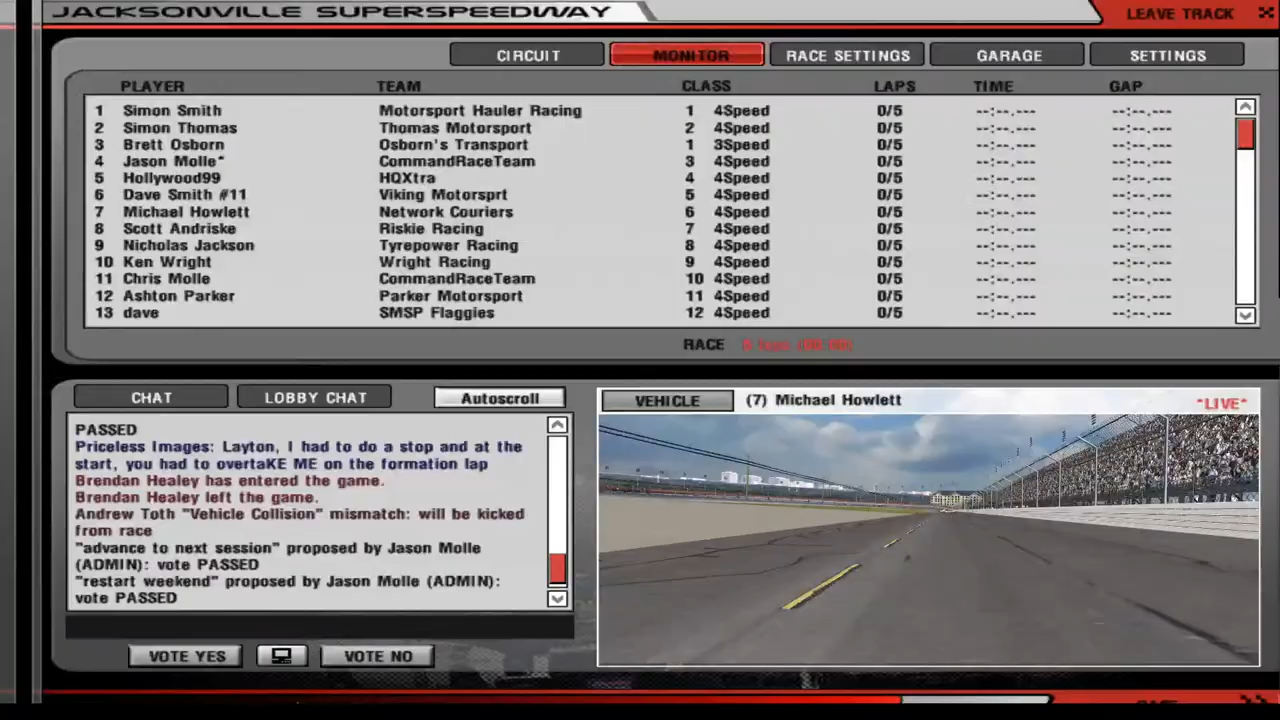 JACKSONVILLE SUPERSPEEDWAY
LEAVE TRACK
CIRCUIT MONITOR RACE SETTINGS GARAGE SETTINGS
PLAYER TEAM CLASS LAPS TIME GAP
1 Simon Smith Motorsport Hauler Racing 1 4Speed 0/5 --:--.--- --:--.---
2 Simon Thomas Thomas Motorsport 2 4Speed 0/5 --:--.--- --:--.---
3 Brett Osborn Osborn's Transport 1 3Speed 0/5 --:--.--- --:--.---
4 Jason Molle* CommandRaceTeam 3 4Speed 0/5 --:--.--- --:--.---
5 Hollywood99 HQXtra 4 4Speed 0/5 --:--.--- --:--.---
6 Dave Smith #11 Viking Motorsprt 5 4Speed 0/5 --:--.--- --:--.---
7 Michael Howlett Network Couriers 6 4Speed 0/5 --:--.--- --:--.---
8 Scott Andriske Riskie Racing 7 4Speed 0/5 --:--.--- --:--.---
9 Nicholas Jackson Tyrepower Racing 8 4Speed 0/5 --:--.--- --:--.---
10 Ken Wright Wright Racing 9 4Speed 0/5 --:--.--- --:--.---
11 Chris Molle CommandRaceTeam 10 4Speed 0/5 --:--.--- --:--.---
12 Ashton Parker Parker Motorsport 11 4Speed 0/5 --:--.--- --:--.---
13 dave SMSP Flaggies 12 4Speed 0/5 --:--.--- --:--.---
RACE
CHAT LOBBY CHAT Autoscroll
VEHICLE (7) Michael Howlett *LIVE*
PASSED
Priceless Images: Layton, I had to do a stop and at the
start, you had to overtaKE ME on the formation lap
Brendan Healey has entered the game.
Brendan Healey left the game.
Andrew Toth "Vehicle Collision" mismatch: will be kicked
from race
"advance to next session" proposed by Jason Molle
(ADMIN): vote PASSED
"restart weekend" proposed by Jason Molle (ADMIN):
vote PASSED
VOTE YES VOTE NO